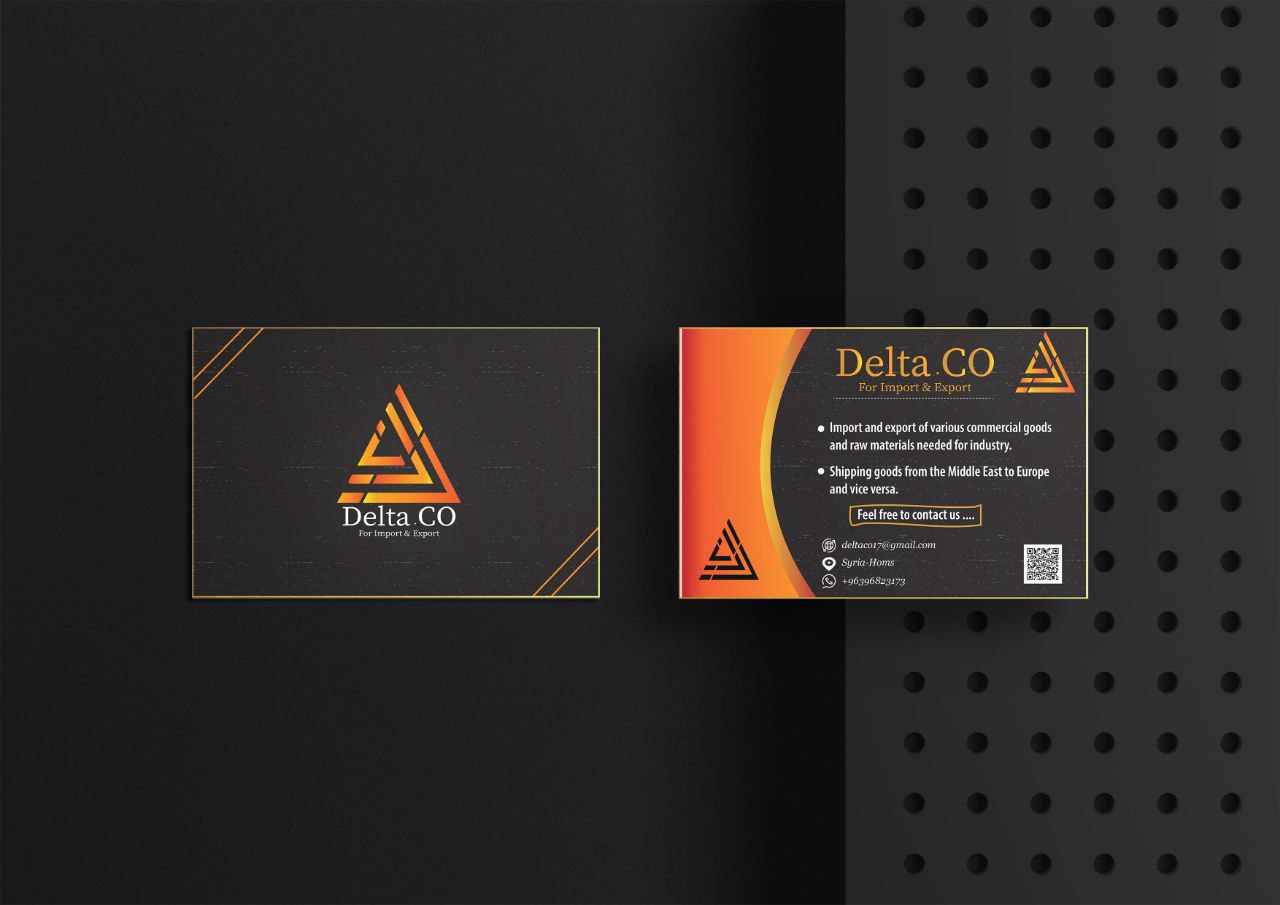 Delta . CO
For Import & Export
Delta . CO
For Import & Export
● Import and export of various commercial goods
and raw materials needed for industry.
● Shipping goods from the Middle East to Europe
and vice versa.
Feel free to contact us ....
deltaco17@gmail.com
Syria-Homs
+96396823173